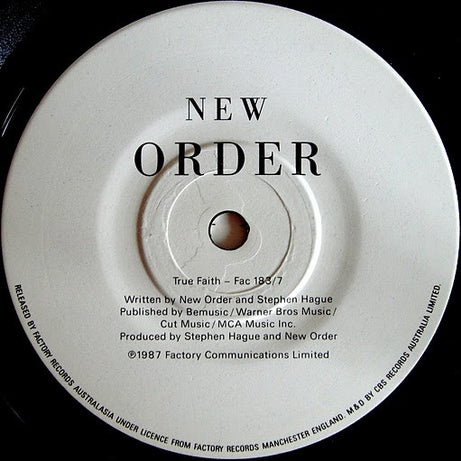 NEW
ORDER
True Faith – Fac 183/7
Written by New Order and Stephen Hague
Published by Bemusic/Warner Bros Music/
Cut Music/MCA Music Inc.
Produced by Stephen Hague and New Order
℗1987 Factory Communications Limited
RELEASED BY FACTORY RECORDS AUSTRALASIA UNDER LICENCE FROM FACTORY RECORDS MANCHESTER ENGLAND. M&D BY CBS RECORDS AUSTRALIA LIMITED.